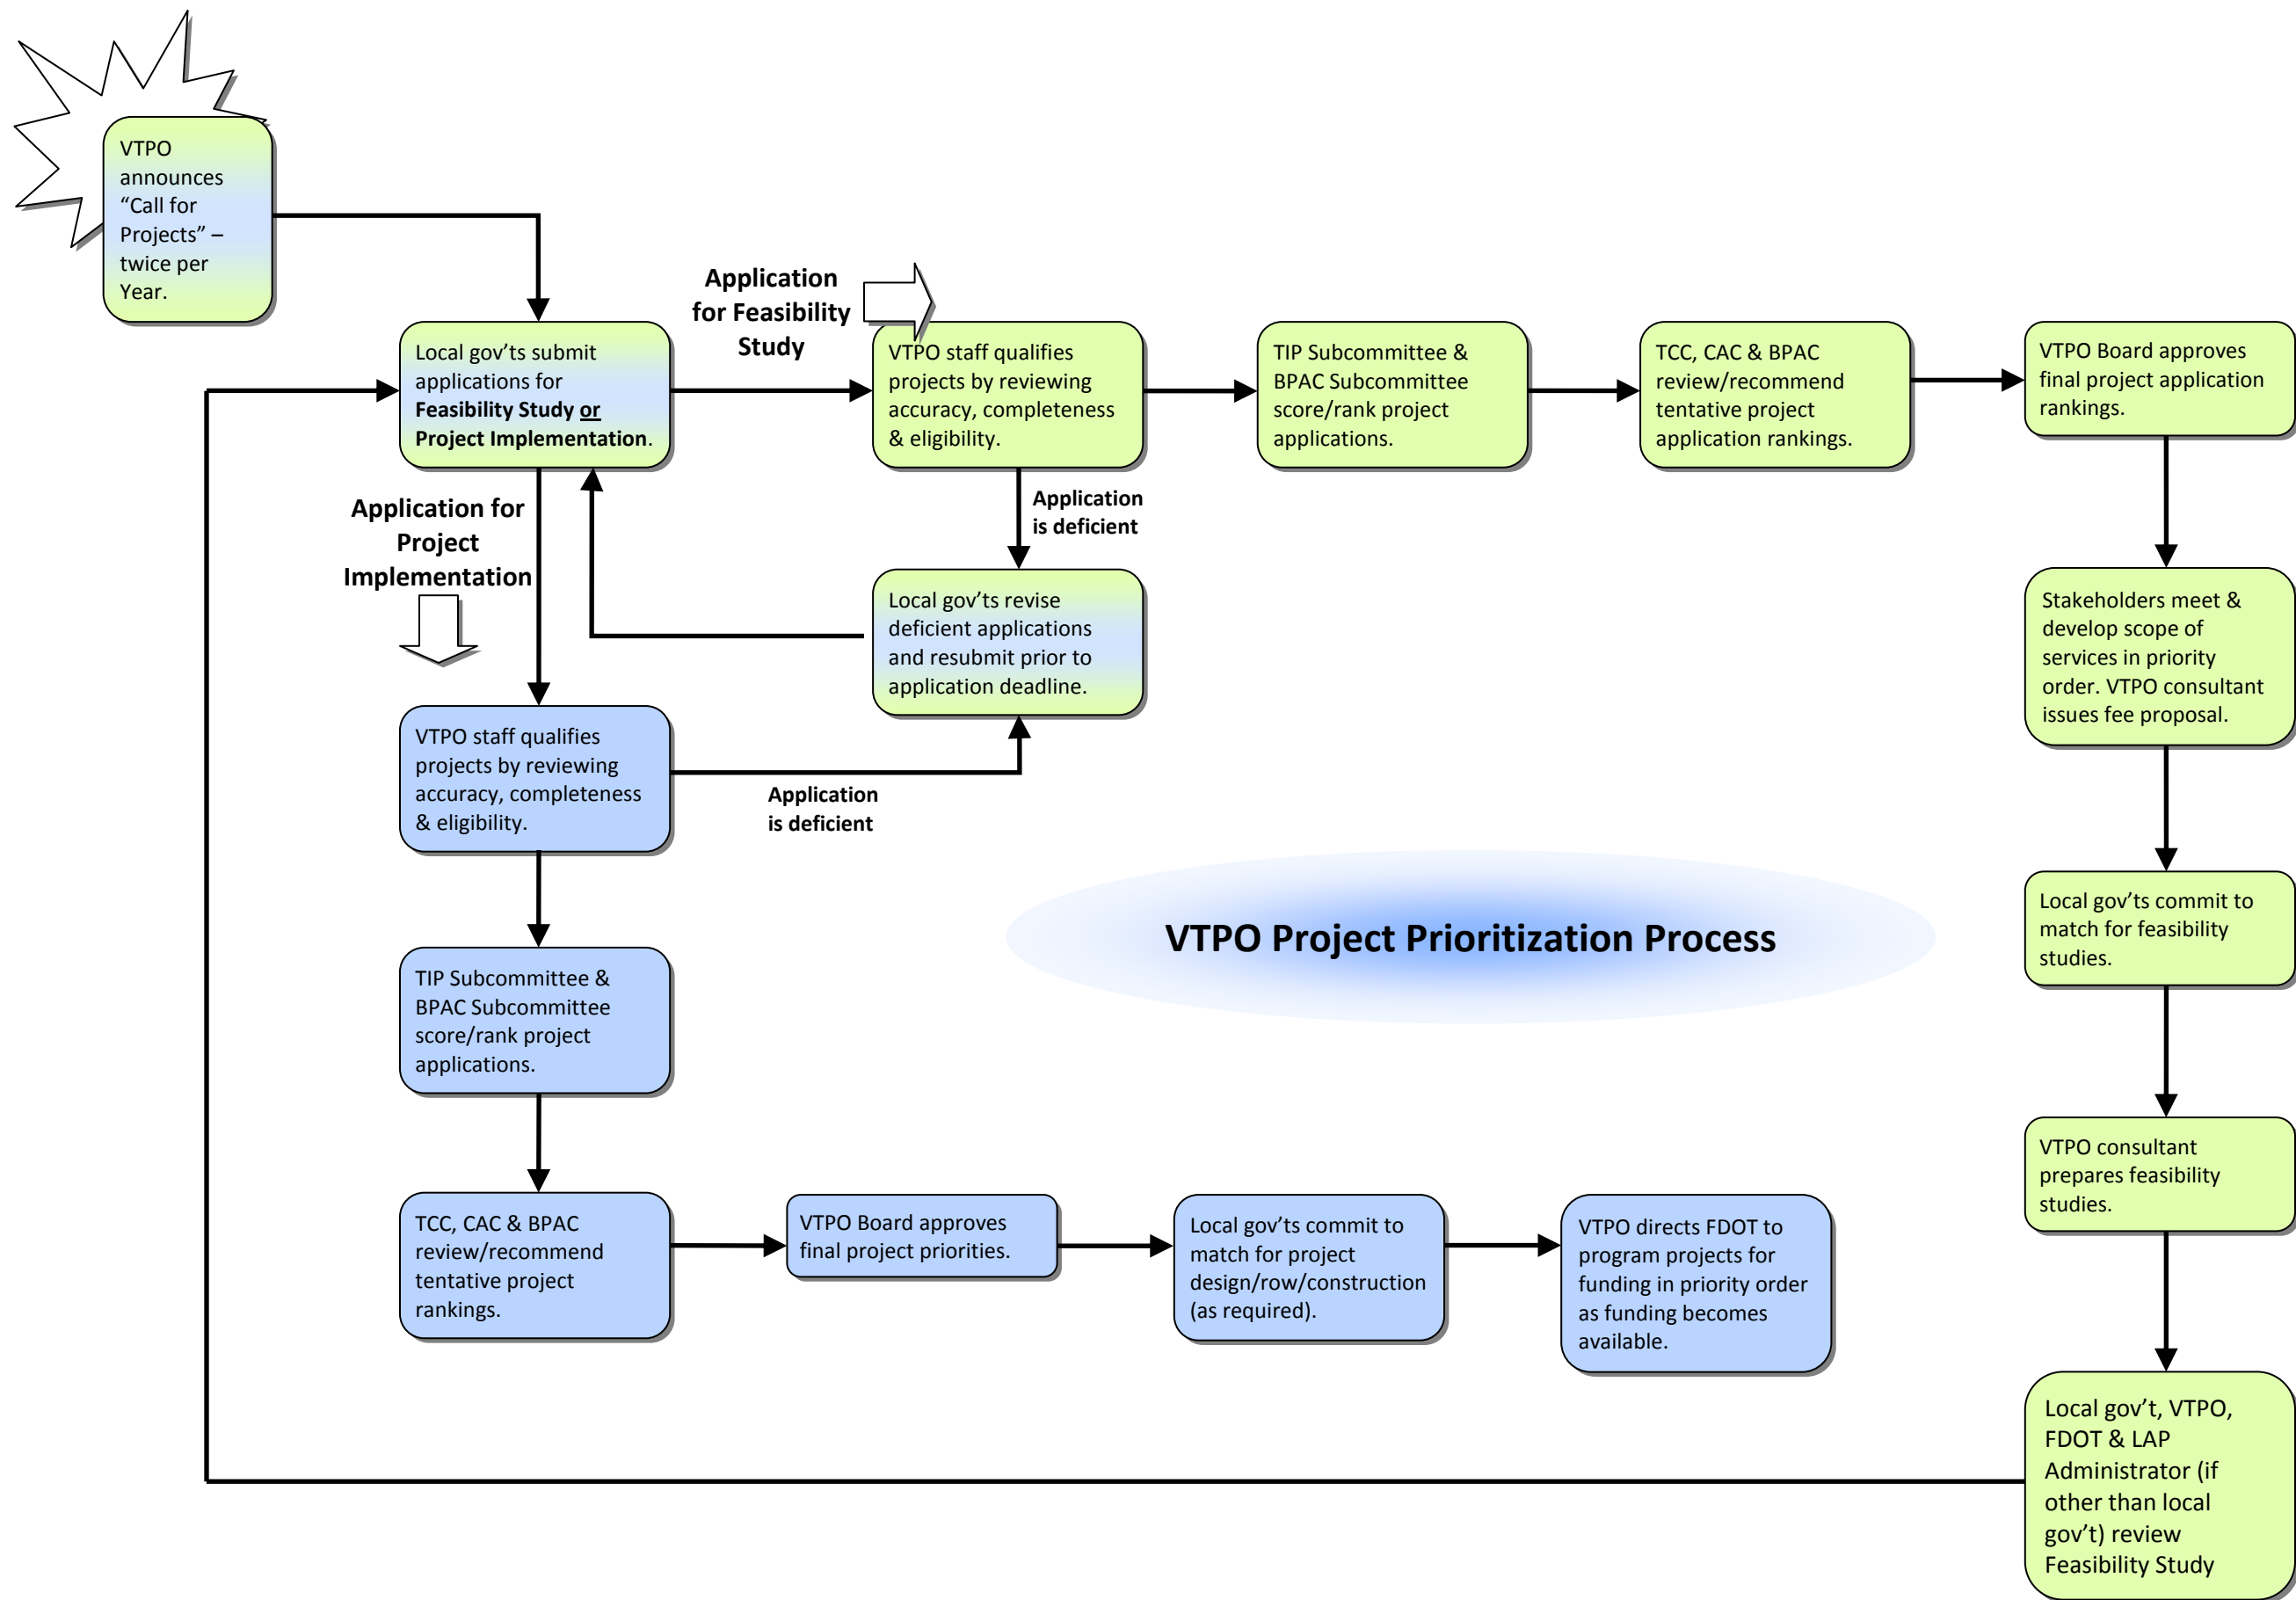 VTPO
announces
“Call for
Projects” –
twice per
Year.
Application
for Feasibility
Study
Local gov’ts submit
applications for
Feasibility Study or
Project Implementation.
VTPO staff qualifies
projects by reviewing
accuracy, completeness
& eligibility.
TIP Subcommittee &
BPAC Subcommittee
score/rank project
applications.
TCC, CAC & BPAC
review/recommend
tentative project
application rankings.
VTPO Board approves
final project application
rankings.
Application for
Project
Implementation
Application
is deficient
Local gov’ts revise
deficient applications
and resubmit prior to
application deadline.
Stakeholders meet &
develop scope of
services in priority
order. VTPO consultant
issues fee proposal.
VTPO staff qualifies
projects by reviewing
accuracy, completeness
& eligibility.
Application
is deficient
VTPO Project Prioritization Process
Local gov’ts commit to
match for feasibility
studies.
TIP Subcommittee &
BPAC Subcommittee
score/rank project
applications.
VTPO consultant
prepares feasibility
studies.
TCC, CAC & BPAC
review/recommend
tentative project
rankings.
VTPO Board approves
final project priorities.
Local gov’ts commit to
match for project
design/row/construction
(as required).
VTPO directs FDOT to
program projects for
funding in priority order
as funding becomes
available.
Local gov’t, VTPO,
FDOT & LAP
Administrator (if
other than local
gov’t) review
Feasibility Study